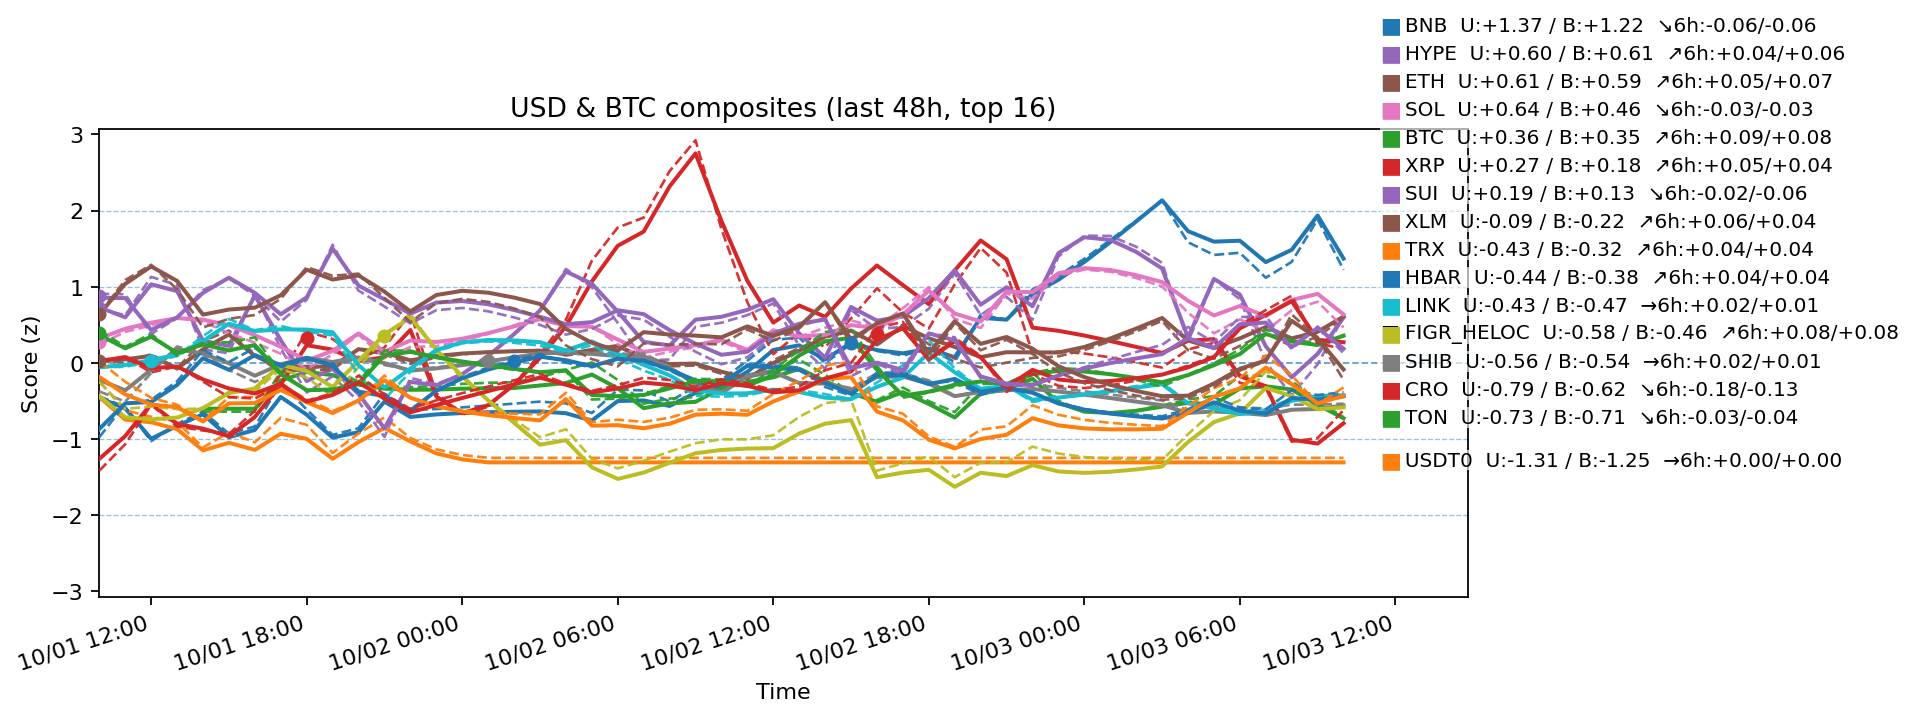 BNB  U:+1.37 / B:+1.22  ↘6h:-0.06/-0.06
HYPE  U:+0.60 / B:+0.61  ↗6h:+0.04/+0.06
ETH  U:+0.61 / B:+0.59  ↗6h:+0.05/+0.07
SOL  U:+0.64 / B:+0.46  ↘6h:-0.03/-0.03
BTC  U:+0.36 / B:+0.35  ↗6h:+0.09/+0.08
XRP  U:+0.27 / B:+0.18  ↗6h:+0.05/+0.04
SUI  U:+0.19 / B:+0.13  ↘6h:-0.02/-0.06
XLM  U:-0.09 / B:-0.22  ↗6h:+0.06/+0.04
TRX  U:-0.43 / B:-0.32  ↗6h:+0.04/+0.04
HBAR  U:-0.44 / B:-0.38  ↗6h:+0.04/+0.04
LINK  U:-0.43 / B:-0.47  →6h:+0.02/+0.01
FIGR_HELOC  U:-0.58 / B:-0.46  ↗6h:+0.08/+0.08
SHIB  U:-0.56 / B:-0.54  →6h:+0.02/+0.01
CRO  U:-0.79 / B:-0.62  ↘6h:-0.18/-0.13
TON  U:-0.73 / B:-0.71  ↘6h:-0.03/-0.04
USDT0  U:-1.31 / B:-1.25  →6h:+0.00/+0.00
USD & BTC composites (last 48h, top 16)
Score (z)
3
2
1
0
−1
−2
−3
10/01 12:00
10/01 18:00
10/02 00:00
10/02 06:00
10/02 12:00
10/02 18:00
10/03 00:00
10/03 06:00
10/03 12:00
Time